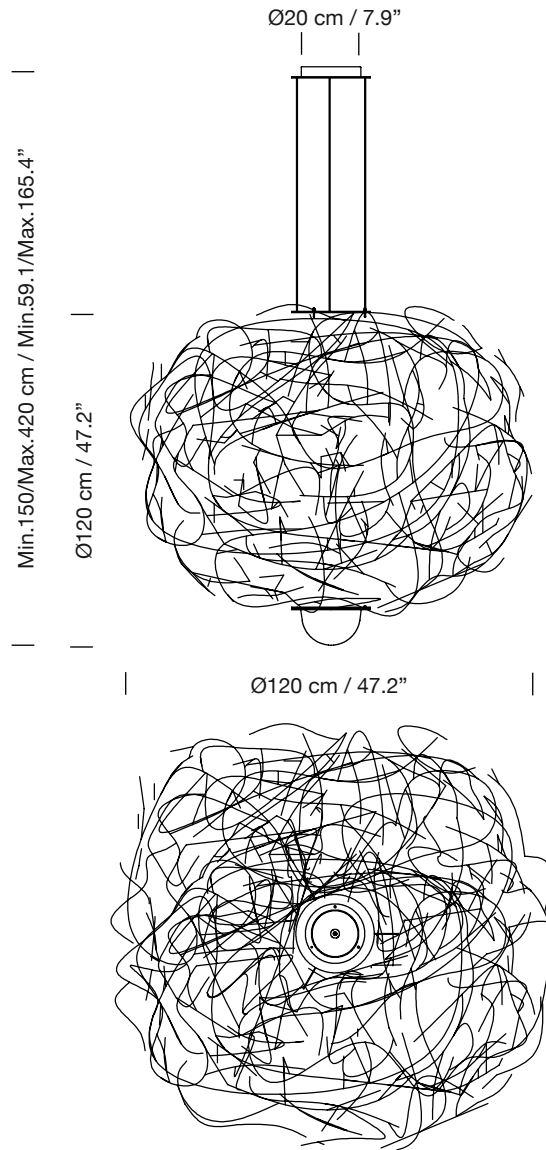 Ø20 cm / 7.9”
Min.150/Max.420 cm / Min.59.1/Max.165.4”
Ø120 cm / 47.2”
Ø120 cm / 47.2”